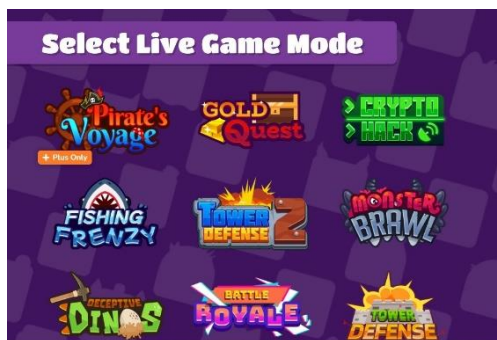 Select Live Game Mode
Pirate's
Voyage
+ Plus Only
GOLD
Quest
> CRYPTO
> HACK
FISHING
FRENZY
TOWER
DEFENSE 2
MONSTER
BRAWL
DECEPTIVE
DINOS
BATTLE
ROYALE
TOWER
DEFENSE